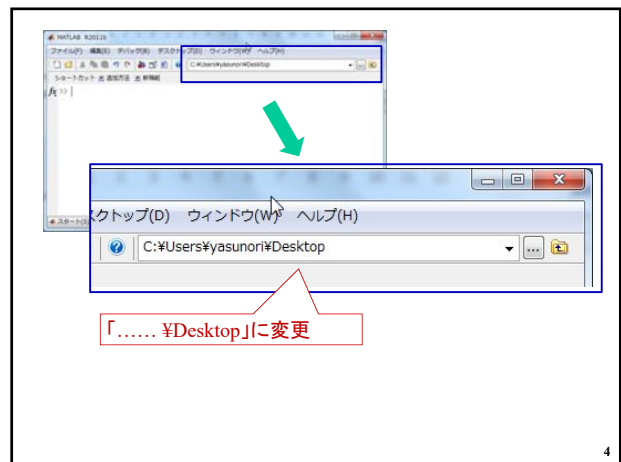 MATLAB R2011b
ファイル(F) 編集(E) デバッグ(B) デスクトップ(D) ウィンドウ(W) ヘルプ(H)
C:¥Users¥yasunori¥Desktop
ショートカット 追加方法 新機能
fx >>
スタート
クトップ(D) ウィンドウ(W) ヘルプ(H)
C:¥Users¥yasunori¥Desktop
「…… ¥Desktop」に変更
4